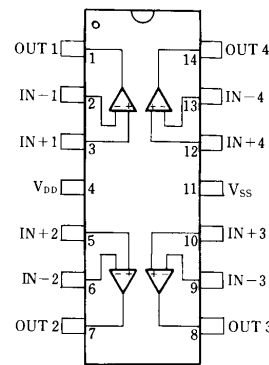 OUT 1 1 14 OUT 4
IN−1 2 13 IN−4
IN+1 3 12 IN+4
VDD 4 11 VSS
IN+2 5 10 IN+3
IN−2 6 9 IN−3
OUT 2 7 8 OUT 3
− + + −
− + + −